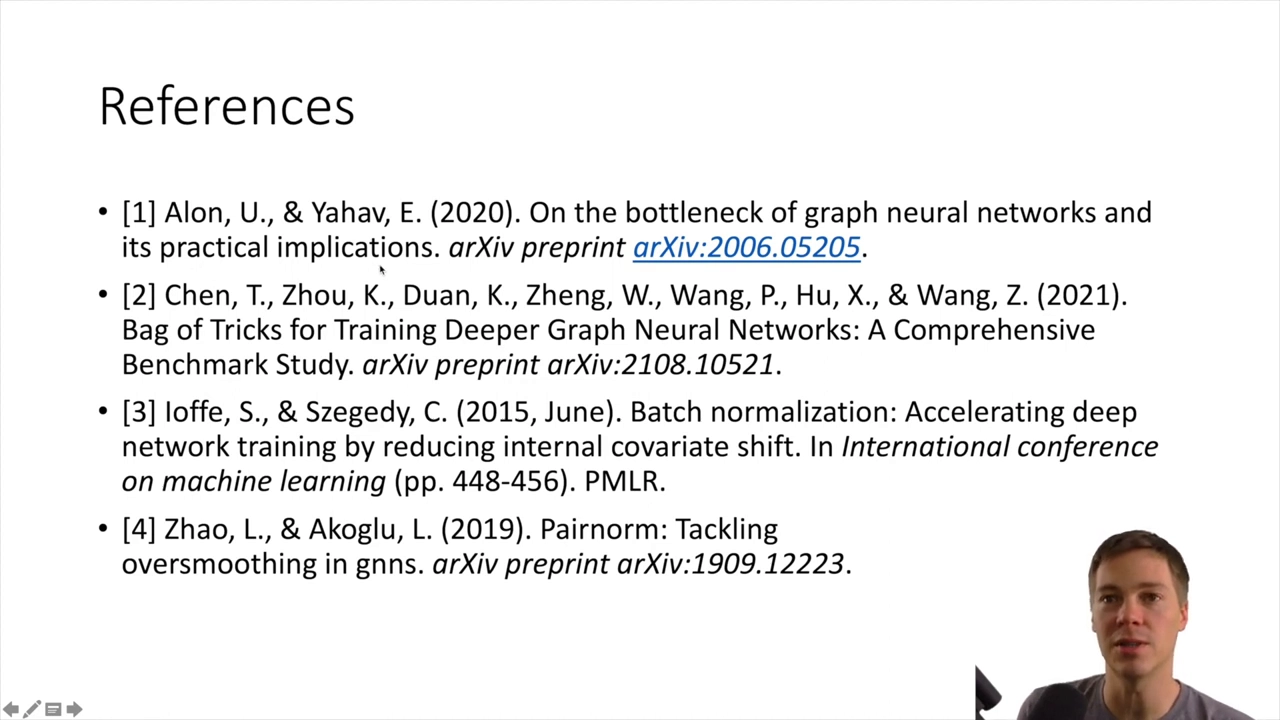 References
• [1] Alon, U., & Yahav, E. (2020). On the bottleneck of graph neural networks and
its practical implications. arXiv preprint arXiv:2006.05205.
• [2] Chen, T., Zhou, K., Duan, K., Zheng, W., Wang, P., Hu, X., & Wang, Z. (2021).
Bag of Tricks for Training Deeper Graph Neural Networks: A Comprehensive
Benchmark Study. arXiv preprint arXiv:2108.10521.
• [3] Ioffe, S., & Szegedy, C. (2015, June). Batch normalization: Accelerating deep
network training by reducing internal covariate shift. In International conference
on machine learning (pp. 448-456). PMLR.
• [4] Zhao, L., & Akoglu, L. (2019). Pairnorm: Tackling
oversmoothing in gnns. arXiv preprint arXiv:1909.12223.